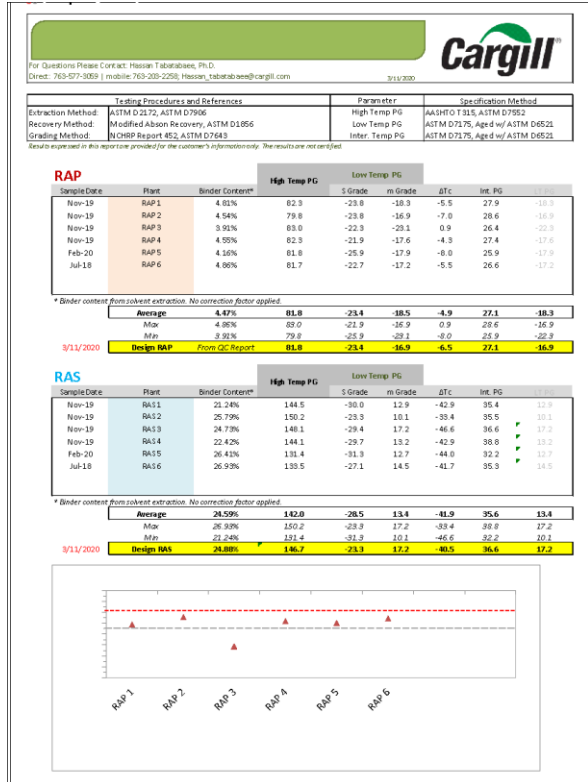 Cargill
For Questions Please Contact: Hassan Tabatabaee, Ph.D.
Direct: 763-577-3059 | mobile: 763-203-2258; Hassan_tabatabaee@cargill.com 3/11/2020
Testing Procedures and References Parameter Specification Method
Extraction Method: ASTM D2172, ASTM D7906 High Temp PG AASHTO T315, ASTM D7552
Recovery Method: Modified Abson Recovery, ASTM D1856 Low Temp PG ASTM D7175, Aged w/ ASTM D6521
Grading Method: NCHRP Report 452, ASTM D7643 Inter. Temp PG ASTM D7175, Aged w/ ASTM D6521
Results expressed in this report are provided for the customer's information only. The results are not certified.
RAP High Temp PG Low Temp PG
Sample Date Plant Binder Content* S Grade m Grade ΔTc Int. PG LT PG
Nov-19 RAP 1 4.81% 82.3 -23.8 -18.3 -5.5 27.9 -18.3
Nov-19 RAP 2 4.54% 79.8 -23.8 -16.9 -7.0 28.6 -16.9
Nov-19 RAP 3 3.91% 83.0 -22.3 -23.1 0.9 26.4 -22.3
Nov-19 RAP 4 4.55% 82.3 -21.9 -17.6 -4.3 27.4 -17.6
Feb-20 RAP 5 4.16% 81.8 -25.9 -17.9 -8.0 25.9 -17.9
Jul-18 RAP 6 4.86% 81.7 -22.7 -17.2 -5.5 26.6 -17.2
* Binder content from solvent extraction. No correction factor applied.
Average 4.47% 81.8 -23.4 -18.5 -4.9 27.1 -18.3
Max 4.86% 83.0 -21.9 -16.9 0.9 28.6 -16.9
Min 3.91% 79.8 -25.9 -23.1 -8.0 25.9 -22.3
3/11/2020 Design RAP From QC Report 81.8 -23.4 -16.9 -6.5 27.1 -16.9
RAS High Temp PG Low Temp PG
Sample Date Plant Binder Content* S Grade m Grade ΔTc Int. PG LT PG
Nov-19 RAS 1 21.24% 144.5 -30.0 12.9 -42.9 35.4 12.9
Nov-19 RAS 2 25.79% 150.2 -23.3 10.1 -33.4 35.5 10.1
Nov-19 RAS 3 24.73% 148.1 -29.4 17.2 -46.6 36.6 17.2
Nov-19 RAS 4 22.42% 144.1 -29.7 13.2 -42.9 38.8 13.2
Feb-20 RAS 5 26.41% 131.4 -31.3 12.7 -44.0 32.2 12.7
Jul-18 RAS 6 26.93% 133.5 -27.1 14.5 -41.7 35.3 14.5
* Binder content from solvent extraction. No correction factor applied.
Average 24.59% 142.0 -28.5 13.4 -41.9 35.6 13.4
Max 26.93% 150.2 -23.3 17.2 -33.4 38.8 17.2
Min 21.24% 131.4 -31.3 10.1 -46.6 32.2 10.1
3/11/2020 Design RAS 24.88% 146.7 -23.3 17.2 -40.5 36.6 17.2
RAP 1 RAP 2 RAP 3 RAP 4 RAP 5 RAP 6